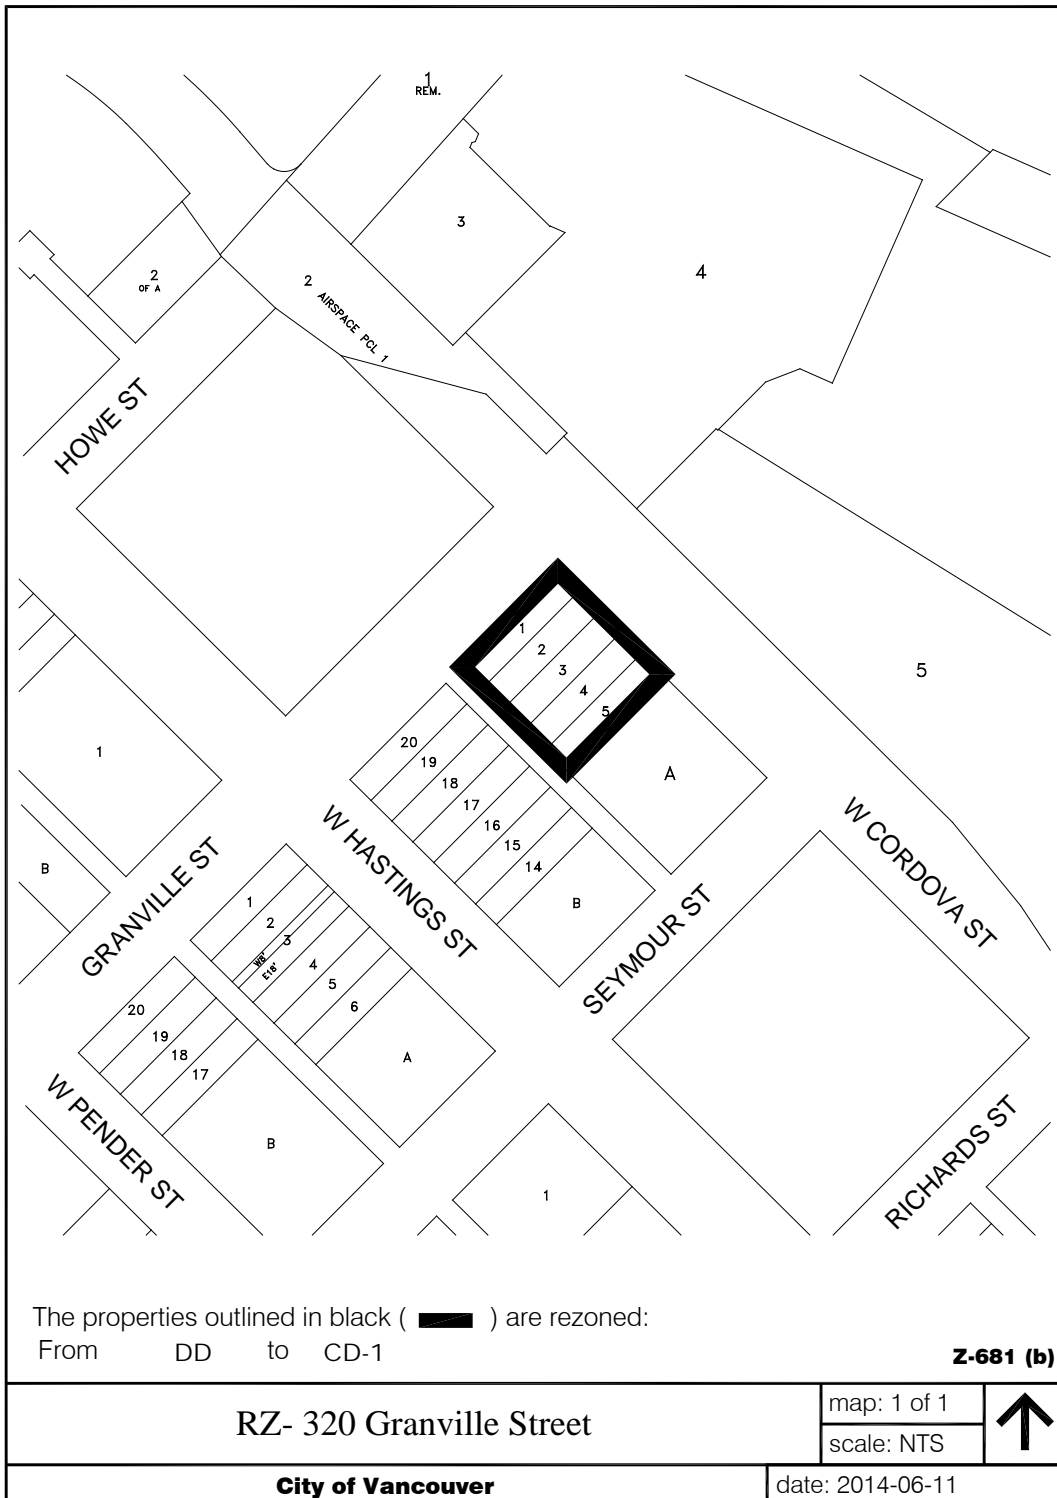 1
REM.
3
4
2
OF A
2 AIRSPACE PCL 1
HOWE ST
1
2
3
4
5
5
1
20
19
18
17
16
15
14
B
A
W HASTINGS ST
W CORDOVA ST
B
GRANVILLE ST
SEYMOUR ST
1
2
3
W8'
E18'
4
5
6
A
20
19
18
17
B
W PENDER ST
1
RICHARDS ST
The properties outlined in black ( ) are rezoned:
From DD to CD-1
Z-681 (b)
RZ- 320 Granville Street
map: 1 of 1
scale: NTS
City of Vancouver
date: 2014-06-11